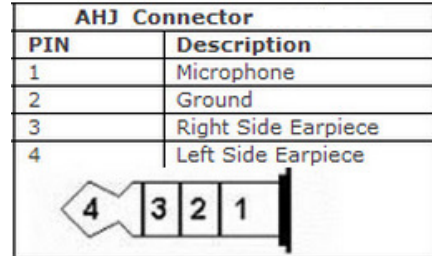 AHJ Connector
PIN Description
1 Microphone
2 Ground
3 Right Side Earpiece
4 Left Side Earpiece
4 3 2 1